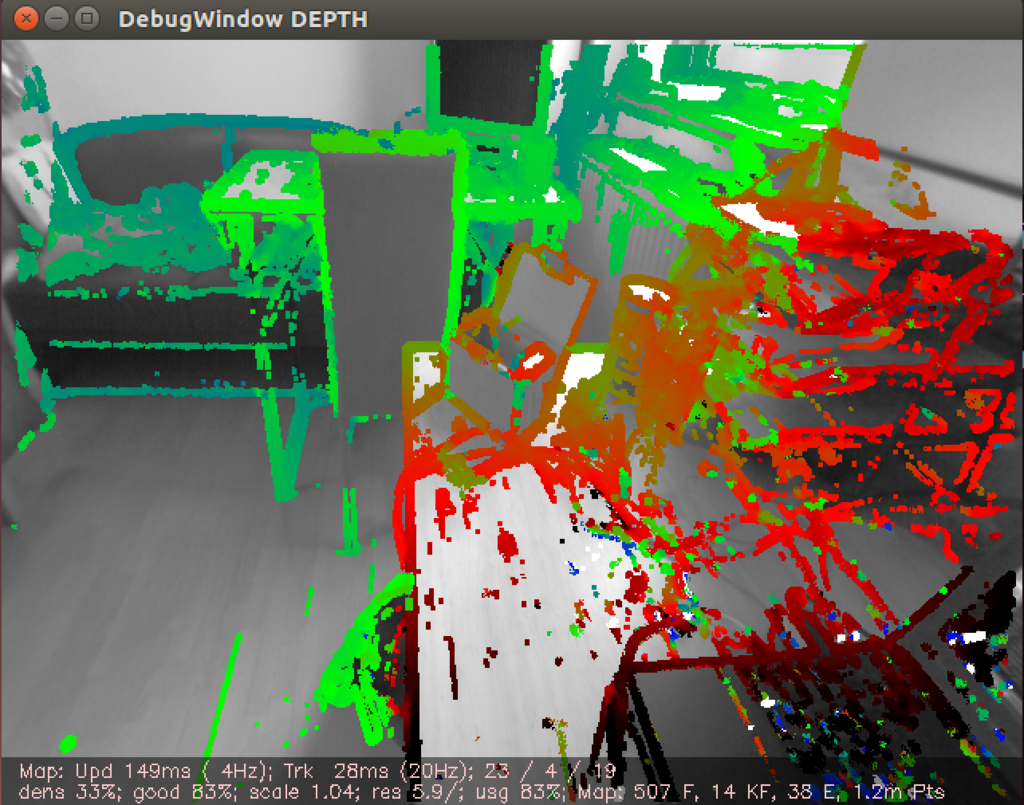 DebugWindow DEPTH
Map: Upd 149ms ( 4Hz); Trk 28ms (20Hz); 23 / 4 / 19
dens 33%; good 83%; scale 1.04; res 5.9/; usg 83%; Map: 507 F, 14 KF, 38 E, 1.2m Pts